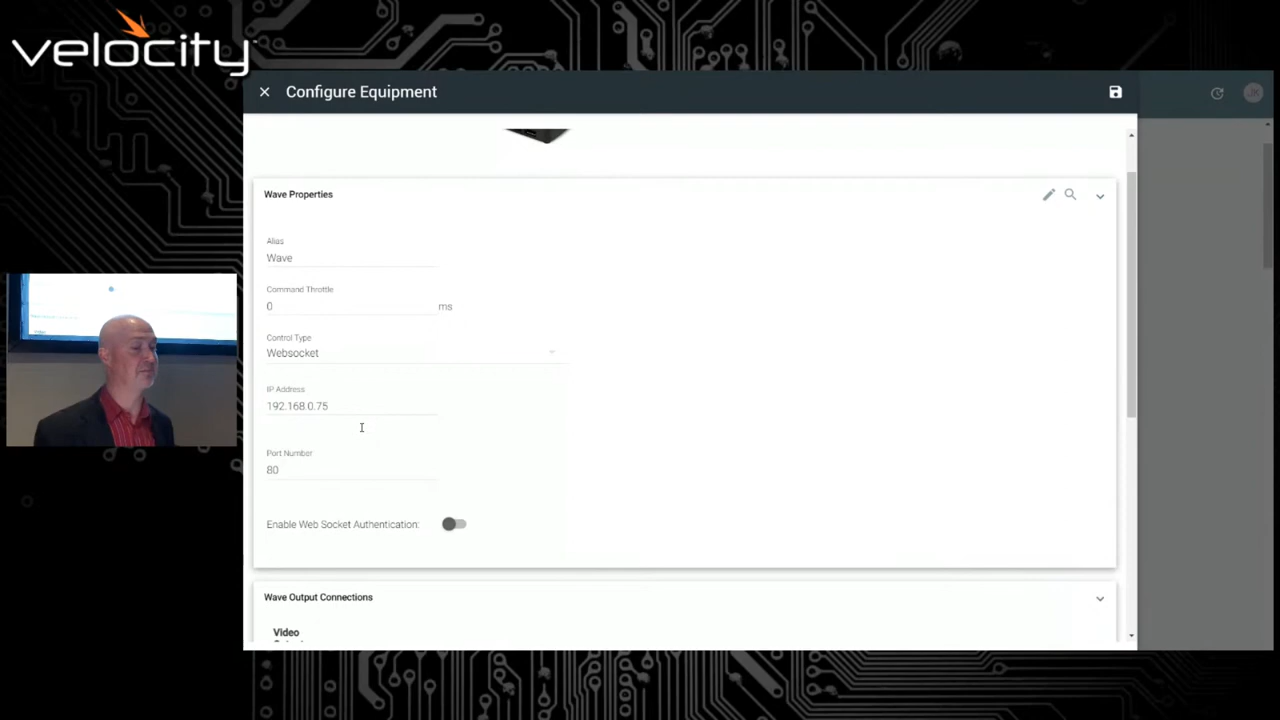 velocity
Configure Equipment
JK
Wave Properties
Alias
Wave
Command Throttle
0 ms
Control Type
Websocket
IP Address
192.168.0.75
Port Number
80
Enable Web Socket Authentication:
Wave Output Connections
Video